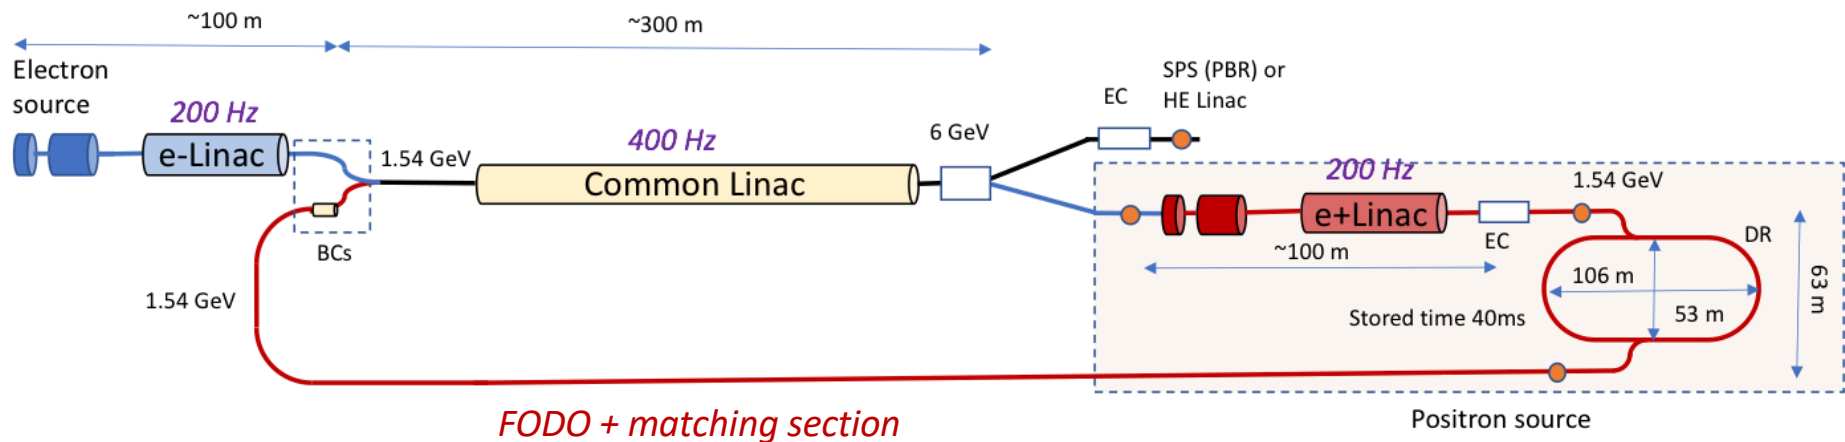 ~100 m
~300 m
Electron
source
200 Hz
e-Linac
BCs
1.54 GeV
400 Hz
Common Linac
6 GeV
EC
SPS (PBR) or
HE Linac
200 Hz
e+Linac
~100 m
EC
1.54 GeV
DR
106 m
53 m
63 m
Stored time 40ms
1.54 GeV
FODO + matching section
Positron source